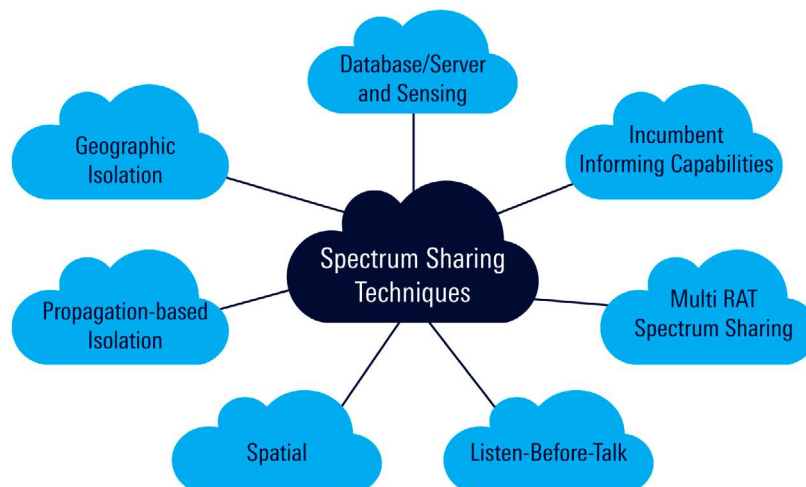 Database/Server
and Sensing
Geographic
Isolation
Incumbent
Informing Capabilities
Spectrum Sharing
Techniques
Propagation-based
Isolation
Multi RAT
Spectrum Sharing
Spatial
Listen-Before-Talk